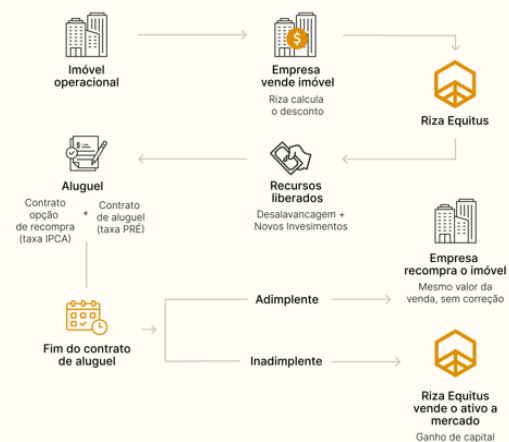 Imóvel
operacional
Empresa
vende imóvel
Riza calcula
o desconto
Riza Equitus
Aluguel
Contrato
opção
de recompra
(taxa IPCA)
+
Contrato
de aluguel
(taxa PRÉ)
Recursos
liberados
Desalavancagem +
Novos Invesimentos
Empresa
recompra o imóvel
Mesmo valor da
venda, sem correção
Fim do contrato
de aluguel
Adimplente
Inadimplente
Riza Equitus
vende o ativo a
mercado
Ganho de capital